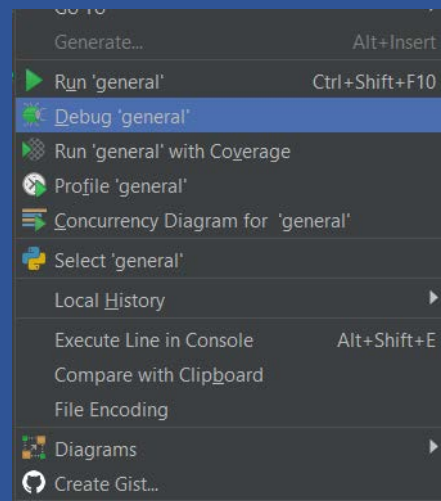 Go To
Generate... Alt+Insert
Run 'general' Ctrl+Shift+F10
Debug 'general'
Run 'general' with Coverage
Profile 'general'
Concurrency Diagram for 'general'
Select 'general'
Local History
Execute Line in Console Alt+Shift+E
Compare with Clipboard
File Encoding
Diagrams
Create Gist...